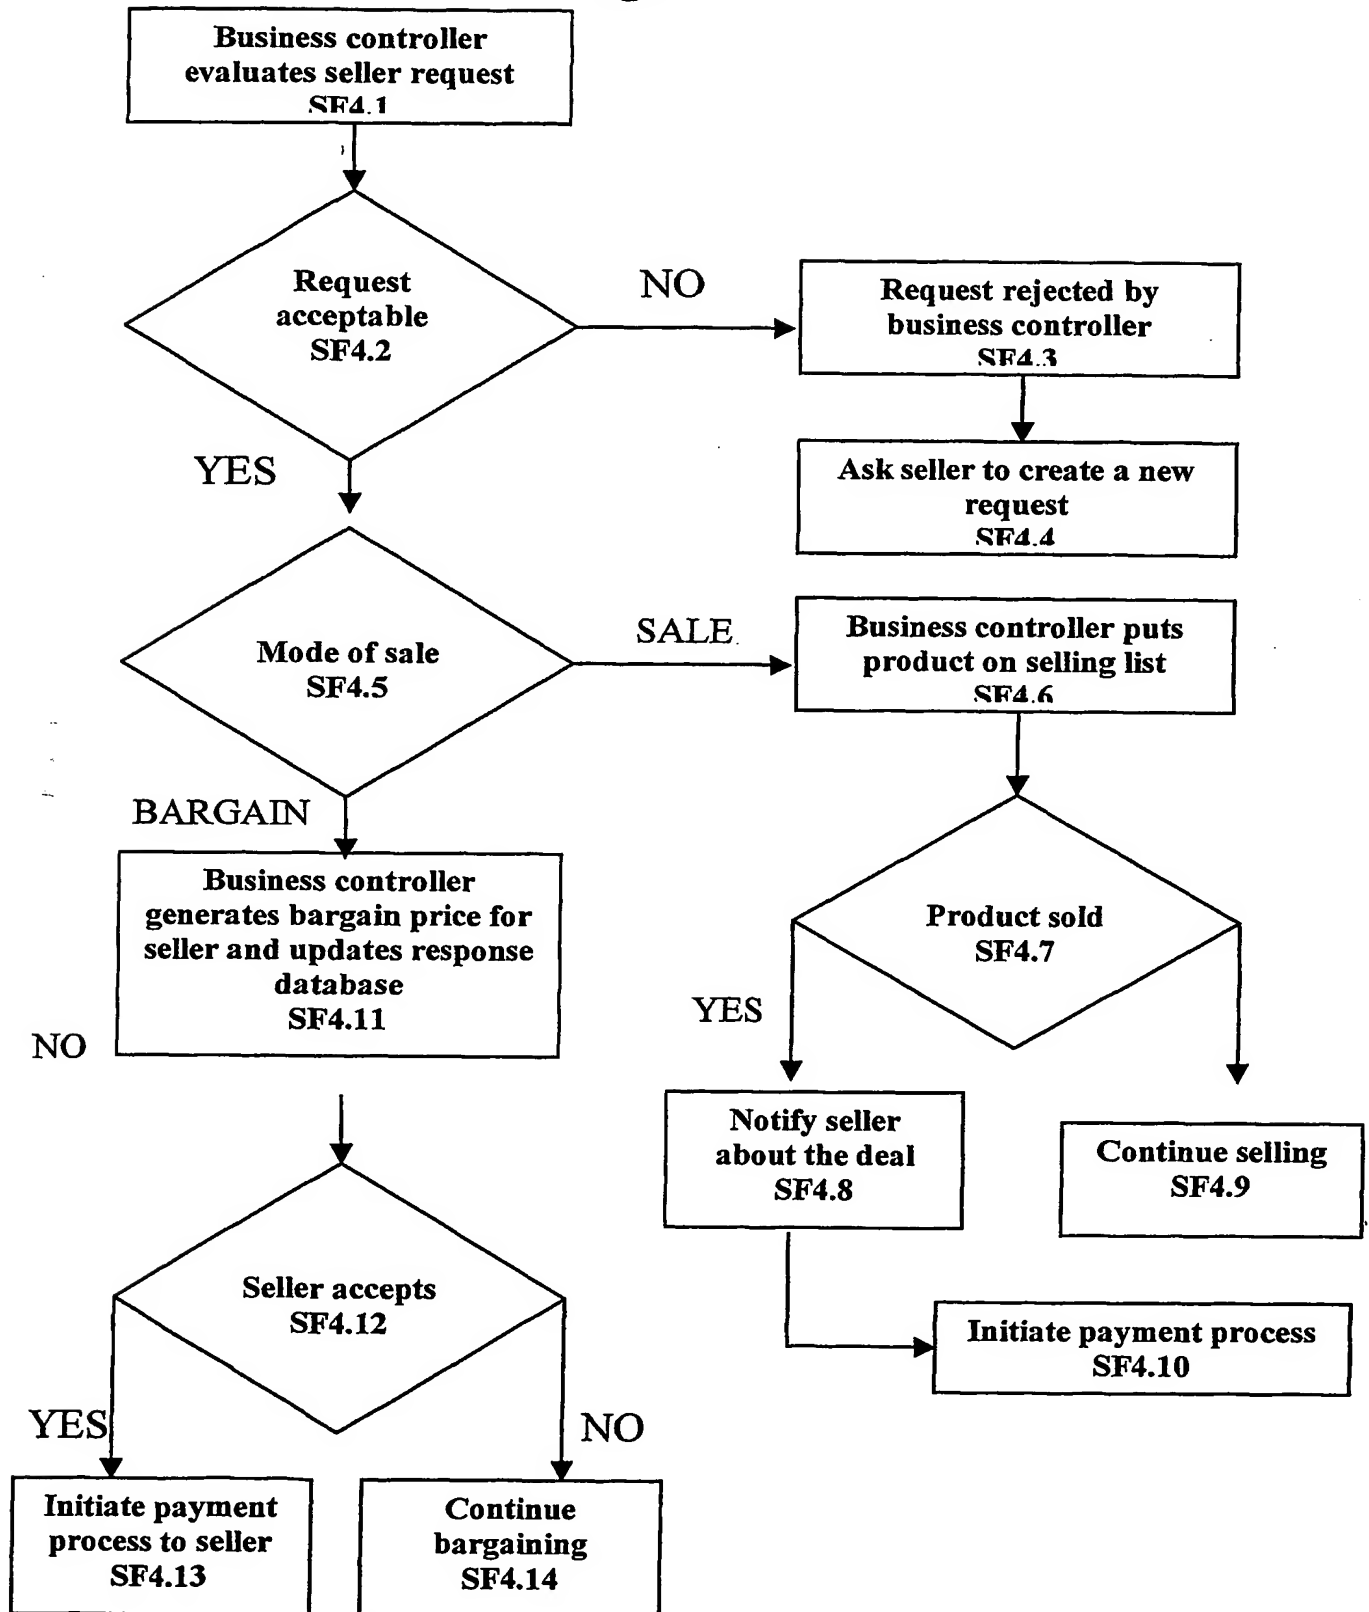 Business controller
evaluates seller request
SF4.1
Request
acceptable
SF4.2
NO
Request rejected by
business controller
SF4.3
YES
Ask seller to create a new
request
SF4.4
Mode of sale
SF4.5
SALE
Business controller puts
product on selling list
SF4.6
BARGAIN
Business controller
generates bargain price for
seller and updates response
database
SF4.11
NO
Product sold
SF4.7
YES
Notify seller
about the deal
SF4.8
Continue selling
SF4.9
Initiate payment process
SF4.10
Seller accepts
SF4.12
YES
NO
Initiate payment
process to seller
SF4.13
Continue
bargaining
SF4.14